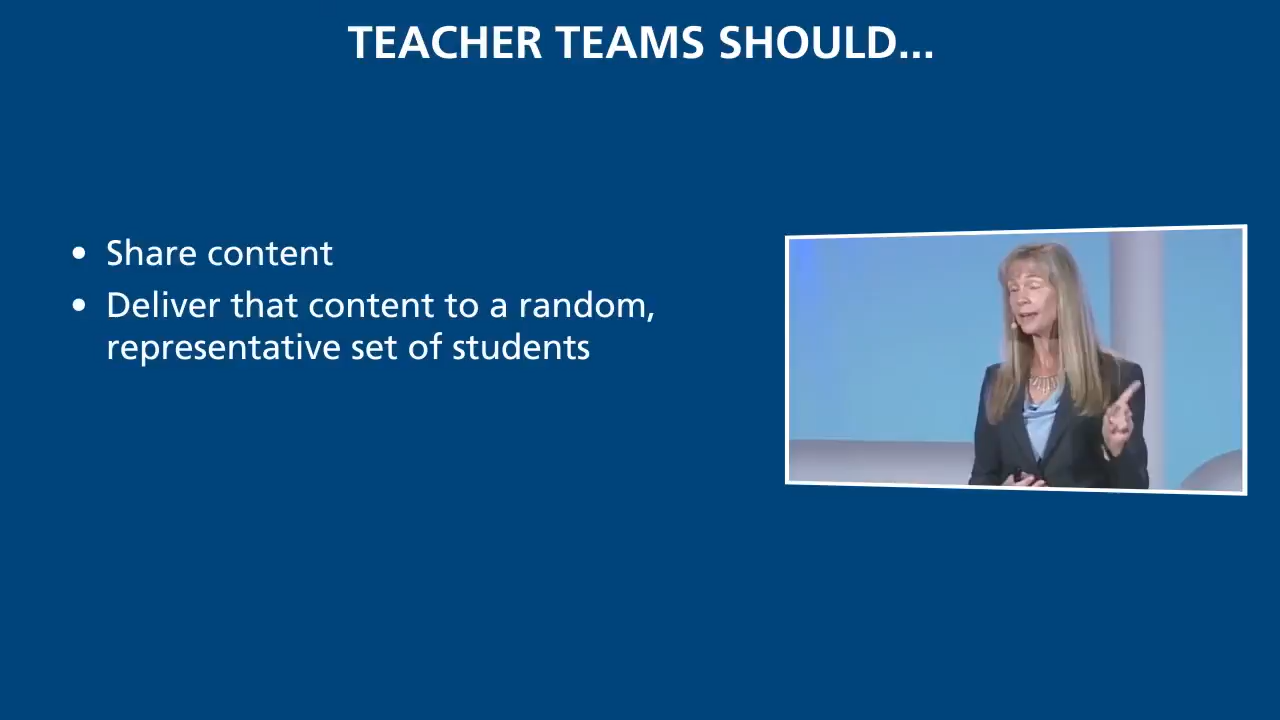 TEACHER TEAMS SHOULD...
• Share content
• Deliver that content to a random,
representative set of students